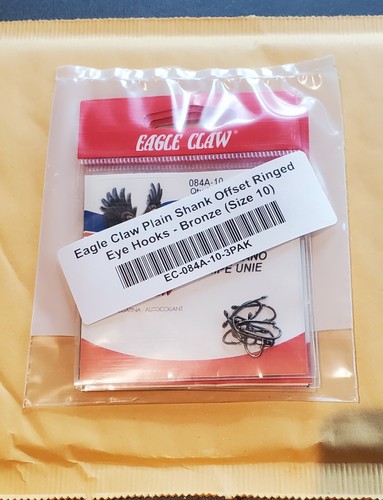 EAGLE CLAW
084A-10
Eagle Claw Plain Shank Offset Ringed
Eye Hooks - Bronze (Size 10)
EC-084A-10-3PAK